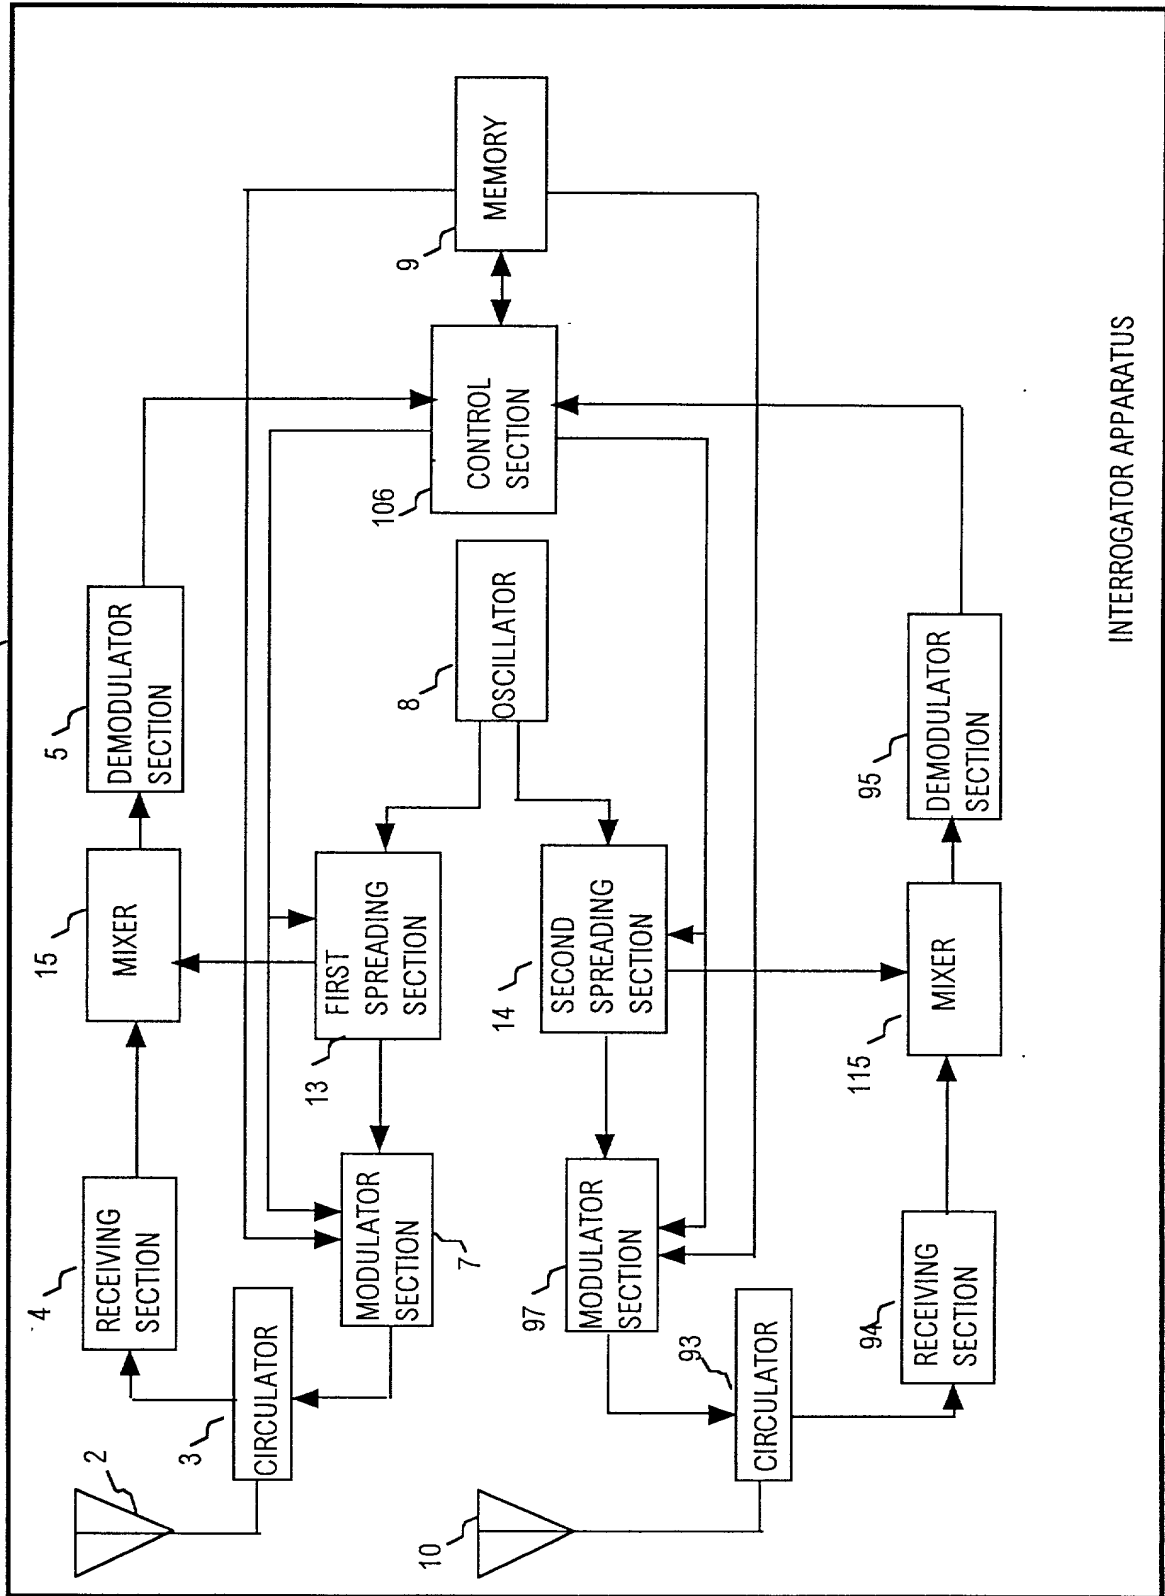 2
3
CIRCULATOR
4
RECEIVING
SECTION
15
MIXER
5
DEMODULATOR
SECTION
7
MODULATOR
SECTION
13
FIRST
SPREADING
SECTION
8
OSCILLATOR
106
CONTROL
SECTION
9
MEMORY
10
93
CIRCULATOR
97
MODULATOR
SECTION
14
SECOND
SPREADING
SECTION
94
RECEIVING
SECTION
115
MIXER
95
DEMODULATOR
SECTION
INTERROGATOR APPARATUS